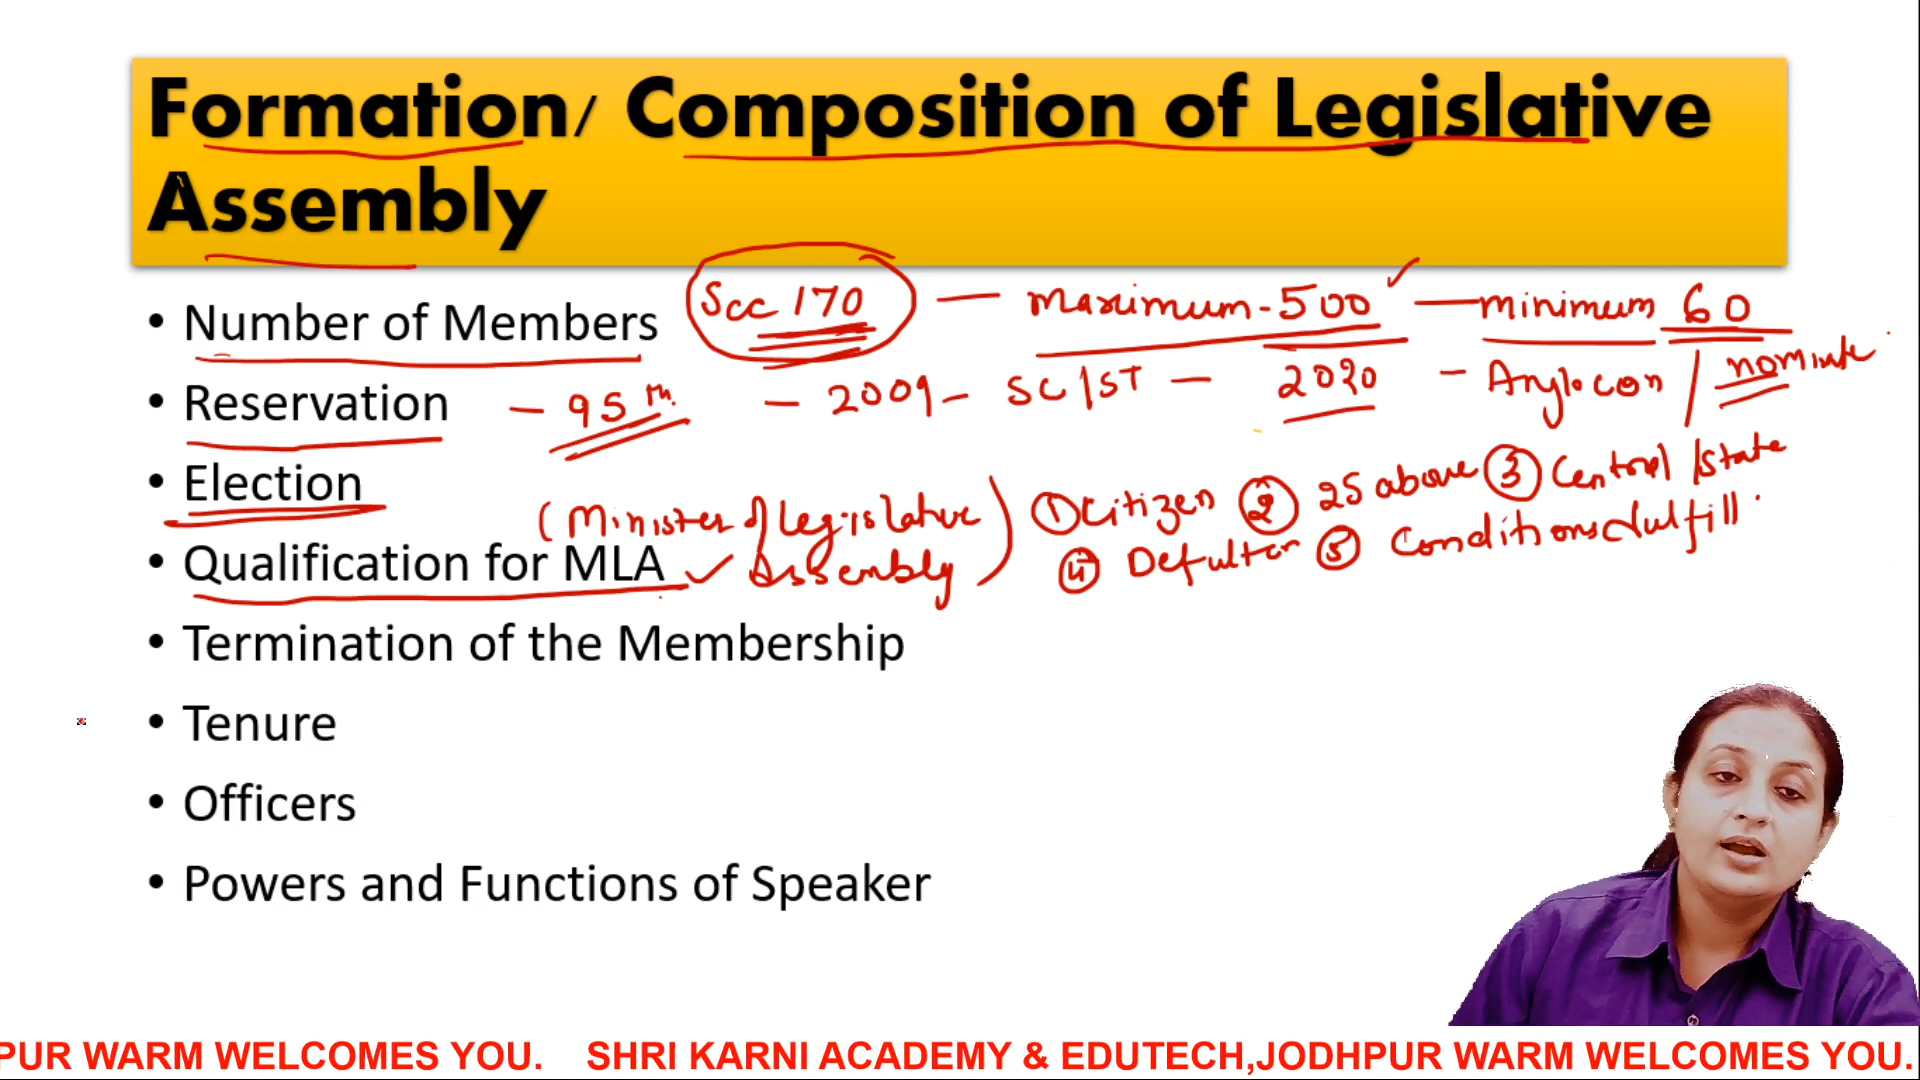 Formation/ Composition of Legislative
Assembly
• Number of Members Scc 170 — maximum - 500 — minimum 60
• Reservation — 95th. — 2009 — SC/ST — 2020 — Anglo con / nominate
• Election
(Minister of Legislative Assembly) ① Citizen ② 25 above ③ Central /state
④ Defulter ⑤ Conditions fulfill
• Qualification for MLA
• Termination of the Membership
• Tenure
• Officers
• Powers and Functions of Speaker
PUR WARM WELCOMES YOU. SHRI KARNI ACADEMY & EDUTECH,JODHPUR WARM WELCOMES YOU.